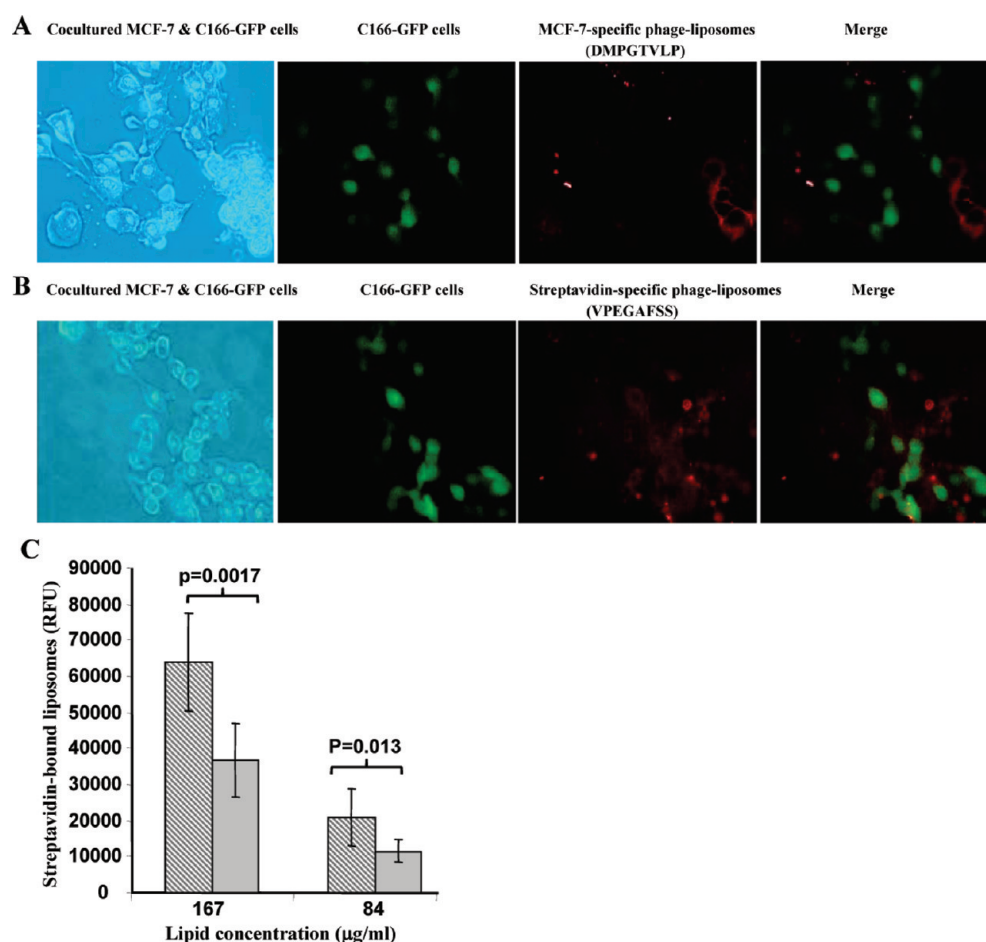 A
Cocultured MCF-7 & C166-GFP cells
C166-GFP cells
MCF-7-specific phage-liposomes
(DMPGTVLP)
Merge
B
Cocultured MCF-7 & C166-GFP cells
C166-GFP cells
Streptavidin-specific phage-liposomes
(VPEGAFSS)
Merge
C
Streptavidin-bound liposomes (RFU)
90000
80000
70000
60000
50000
40000
30000
20000
10000
0
p=0.0017
P=0.013
167
84
Lipid concentration (µg/ml)